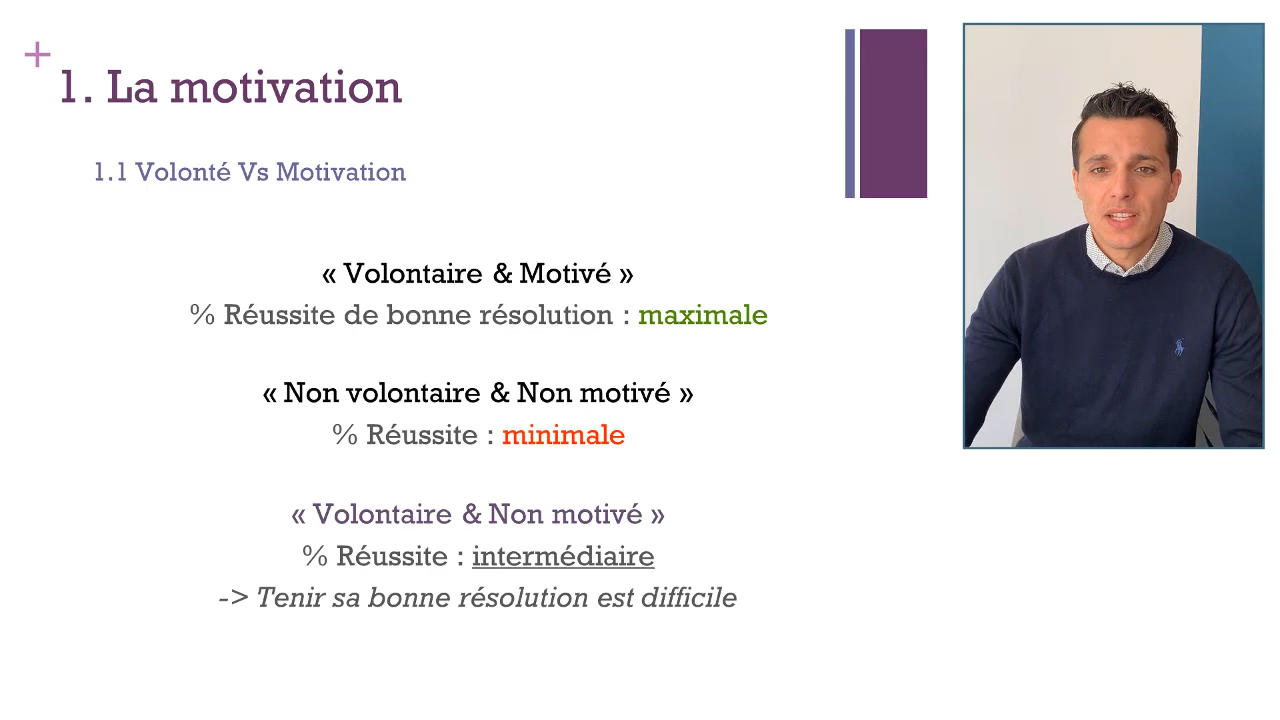 +
1. La motivation
1.1 Volonté Vs Motivation
« Volontaire & Motivé »
% Réussite de bonne résolution : maximale
« Non volontaire & Non motivé »
% Réussite : minimale
« Volontaire & Non motivé »
% Réussite : intermédiaire
-> Tenir sa bonne résolution est difficile